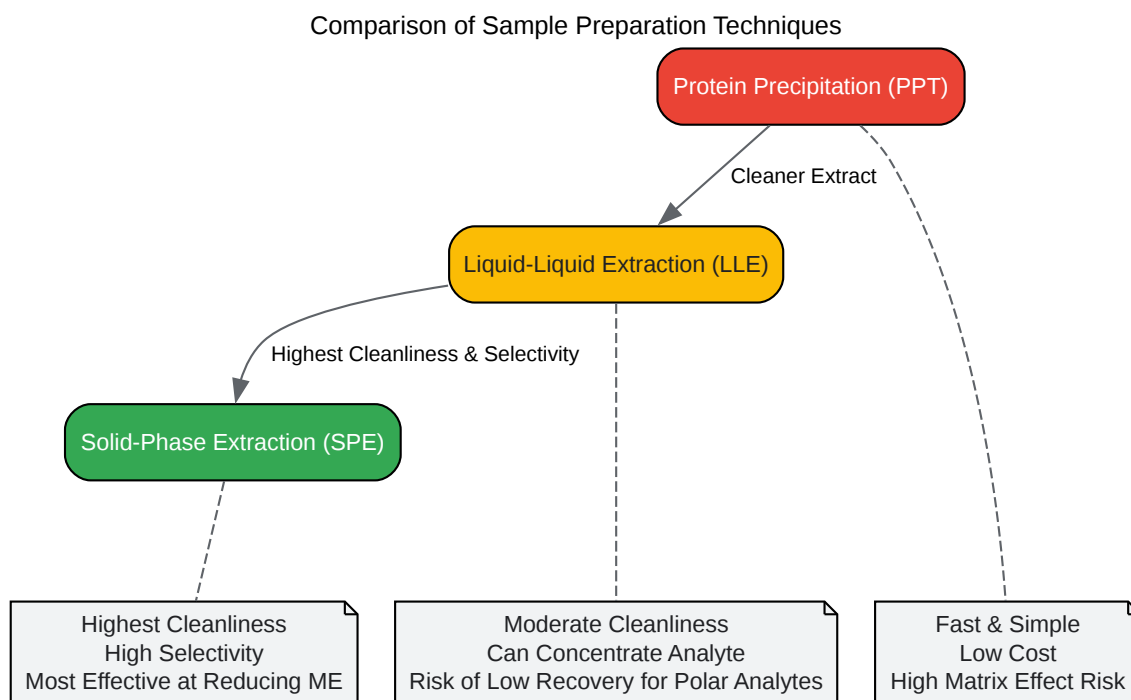 Comparison of Sample Preparation Techniques
Protein Precipitation (PPT)
Cleaner Extract
Liquid-Liquid Extraction (LLE)
Highest Cleanliness & Selectivity
Solid-Phase Extraction (SPE)
Highest Cleanliness
High Selectivity
Most Effective at Reducing ME
Moderate Cleanliness
Can Concentrate Analyte
Risk of Low Recovery for Polar Analytes
Fast & Simple
Low Cost
High Matrix Effect Risk